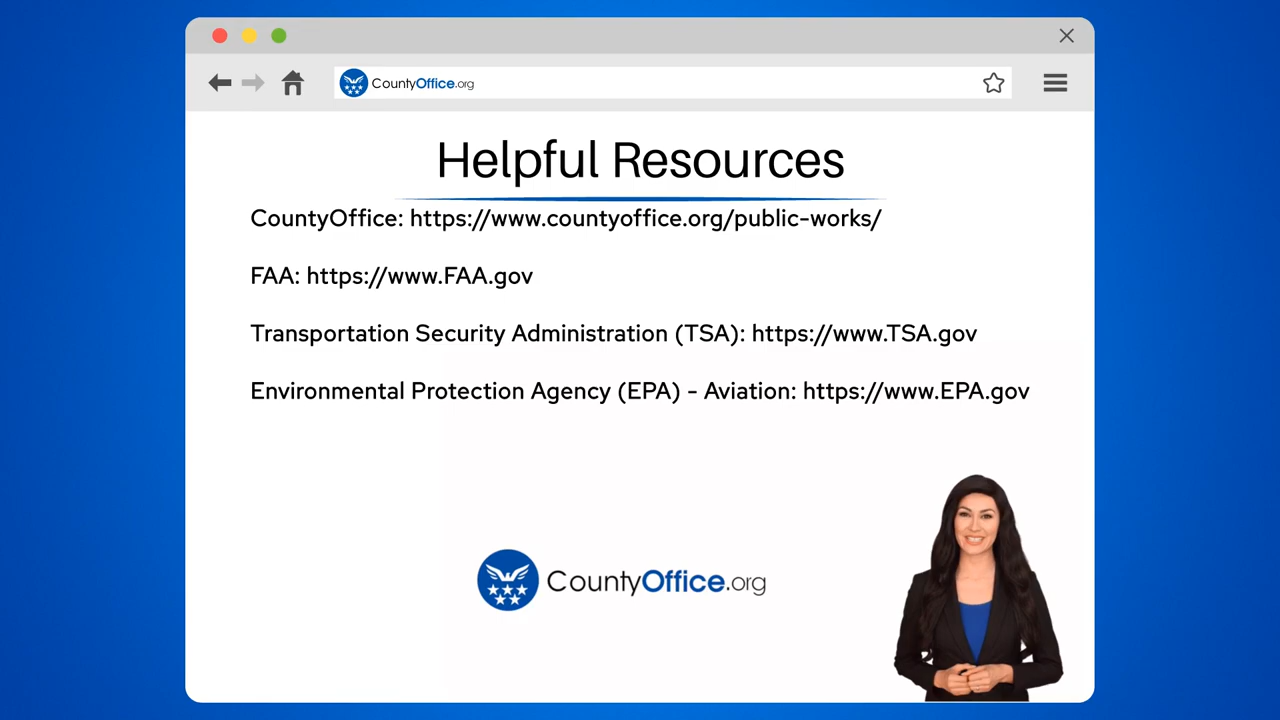 CountyOffice.org
Helpful Resources
CountyOffice: https://www.countyoffice.org/public-works/
FAA: https://www.FAA.gov
Transportation Security Administration (TSA): https://www.TSA.gov
Environmental Protection Agency (EPA) - Aviation: https://www.EPA.gov
CountyOffice.org